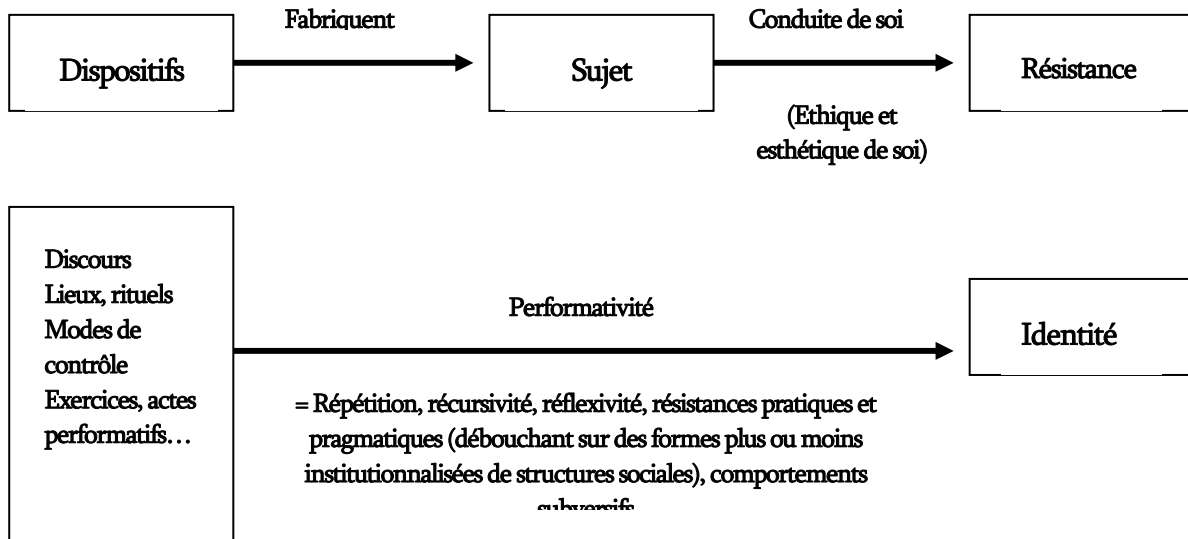 Fabriquent
Conduite de soi
Dispositifs
Sujet
Résistance
(Ethique et
esthétique de soi)
Discours
Lieux, rituels
Modes de
contrôle
Exercices, actes
performatifs…
Performativité
Identité
= Répétition, récursivité, réflexivité, résistances pratiques et
pragmatiques (débouchant sur des formes plus ou moins
institutionnalisées de structures sociales), comportements
subversifs